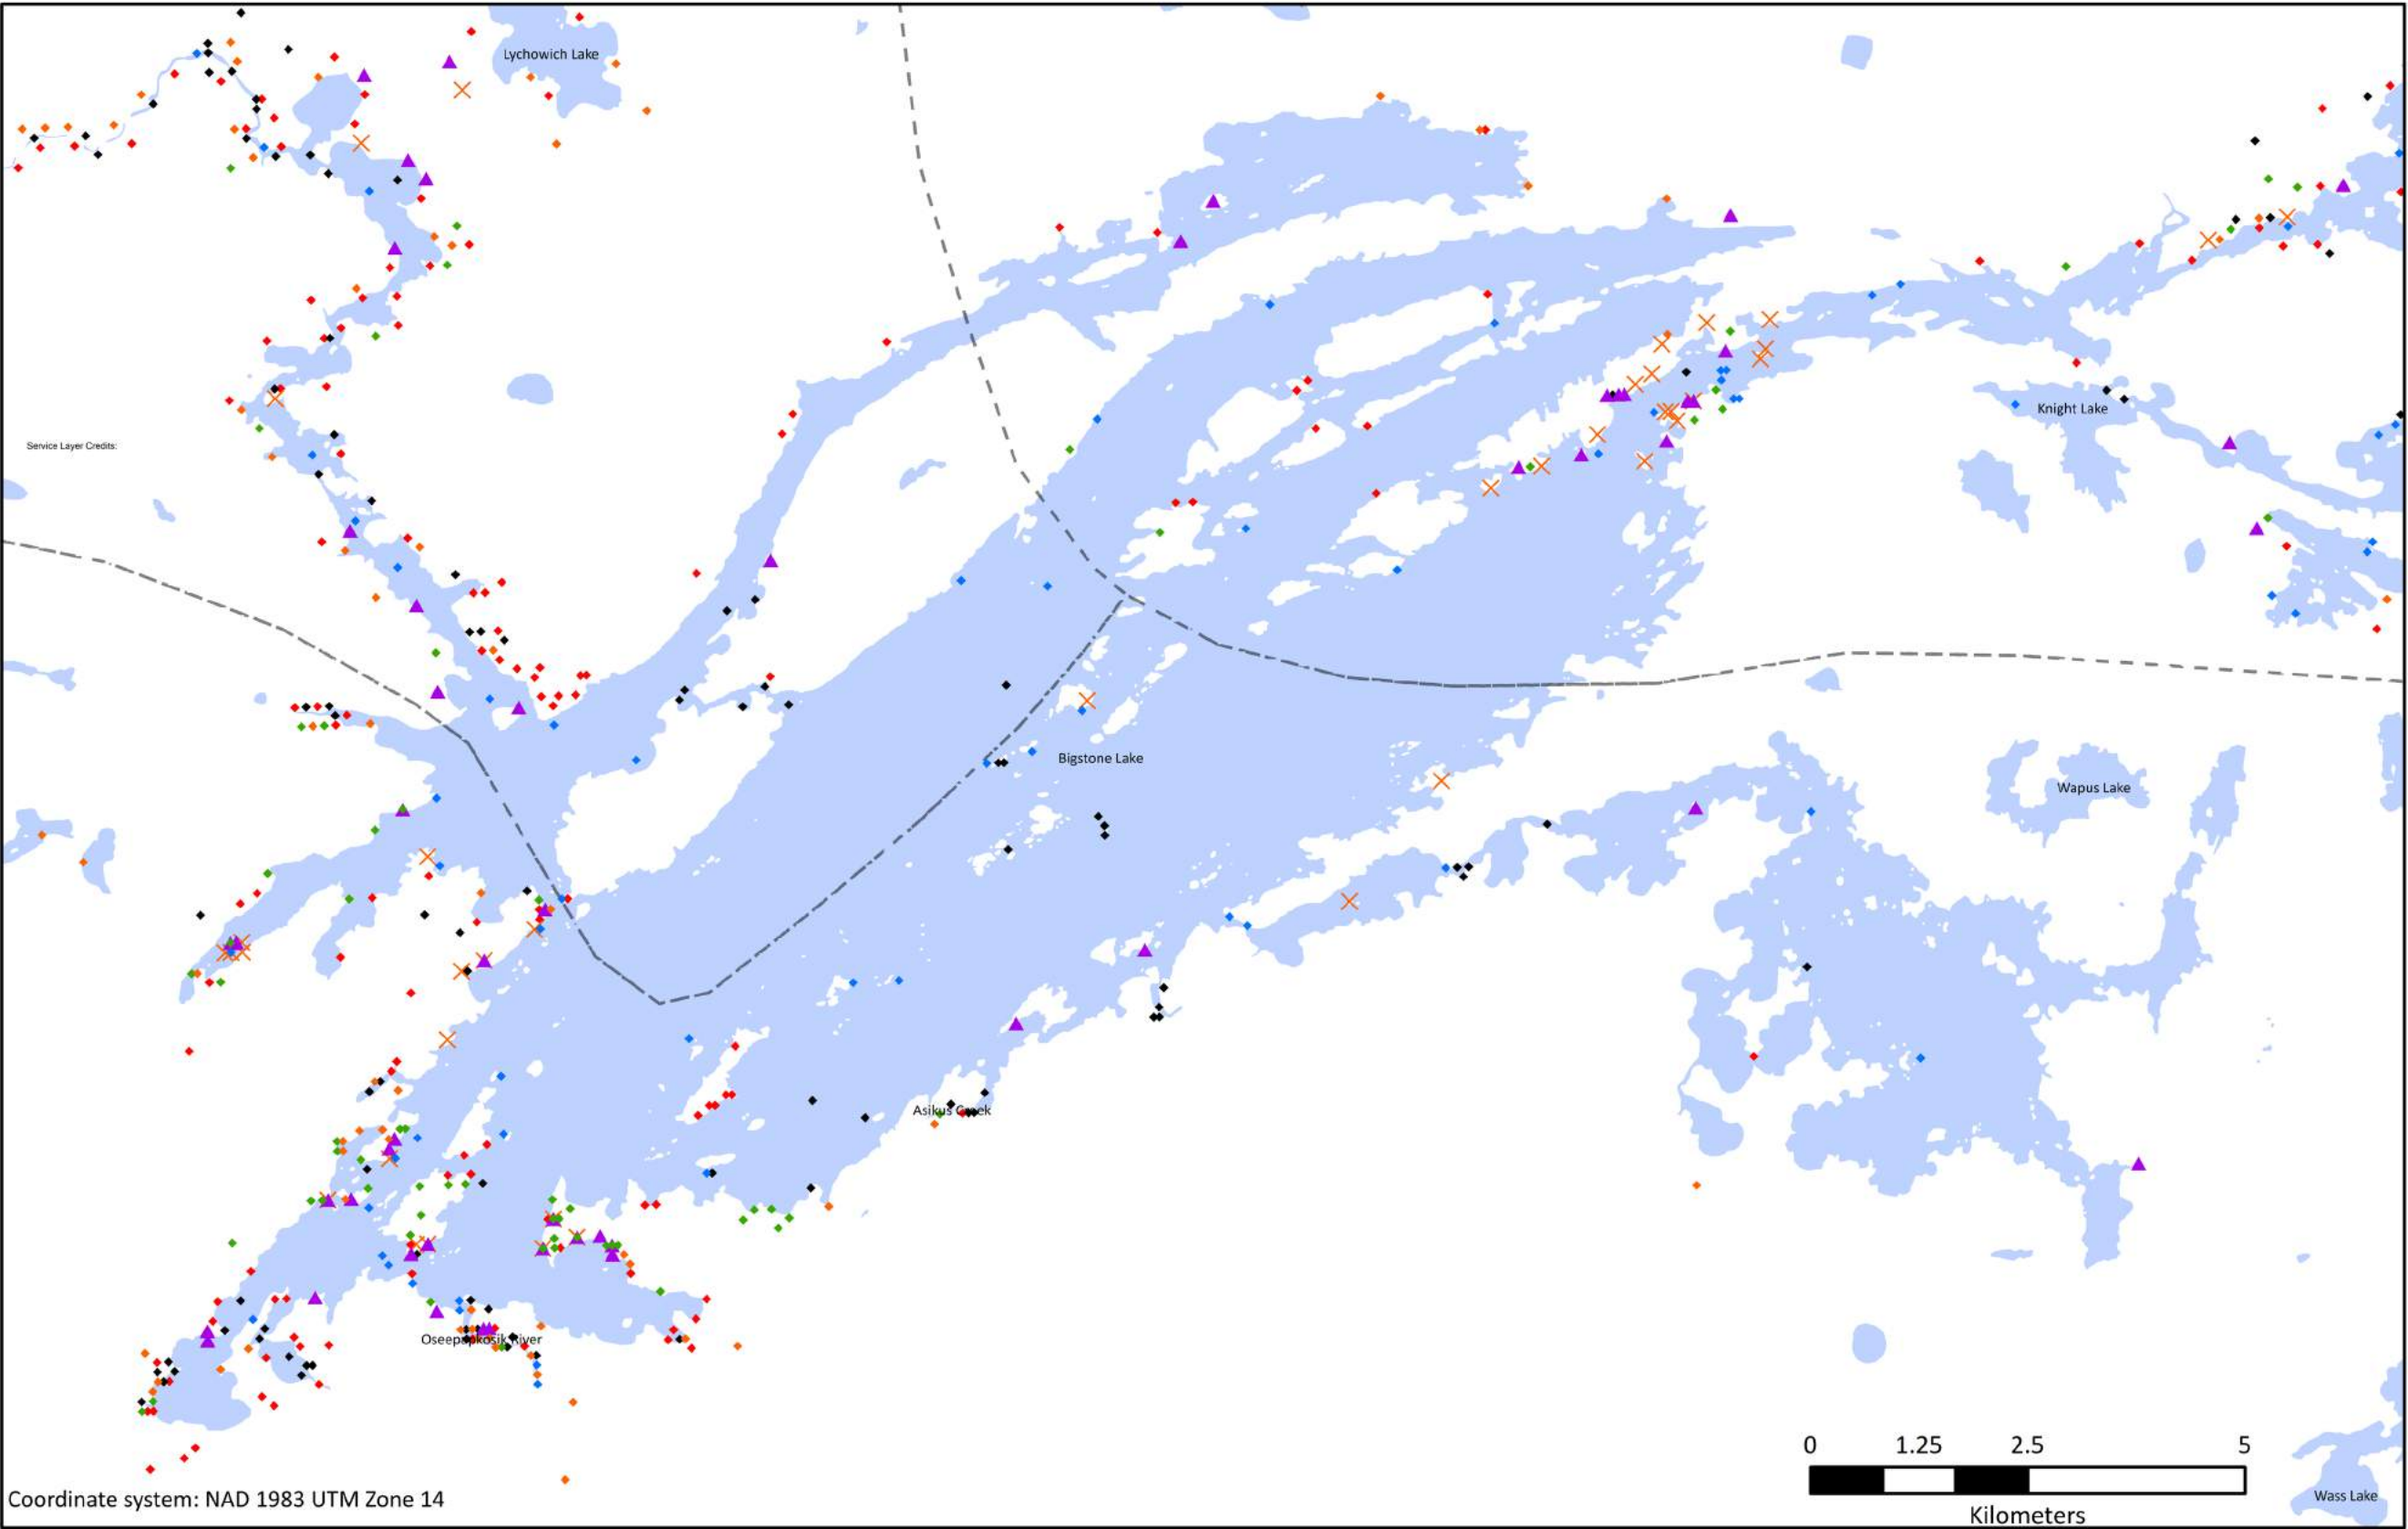 Lychowich Lake
Knight Lake
Service Layer Credits:
Bigstone Lake
Wapus Lake
Asikus Creek
Oseepapkosik River
0 1.25 2.5 5
Kilometers
Wass Lake
Coordinate system: NAD 1983 UTM Zone 14